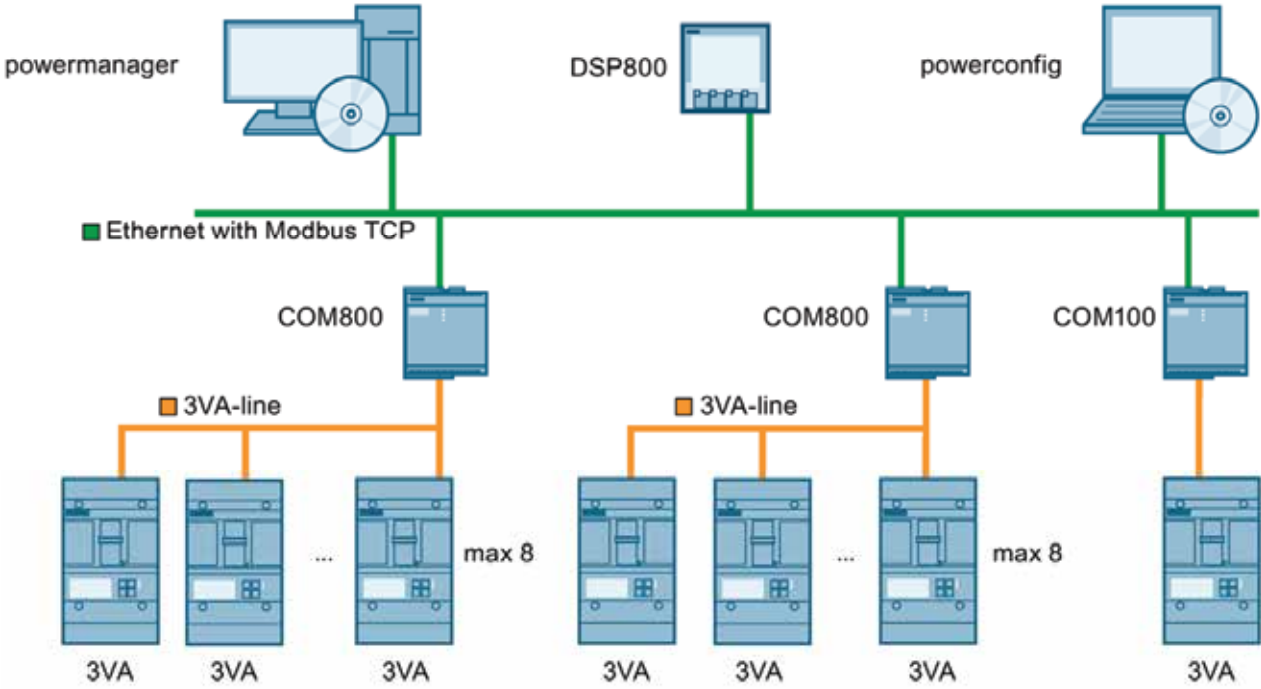 powermanager
DSP800
powerconfig
Ethernet with Modbus TCP
COM800
COM800
COM100
3VA-line
3VA-line
...
max 8
...
max 8
3VA
3VA
3VA
3VA
3VA
3VA
3VA